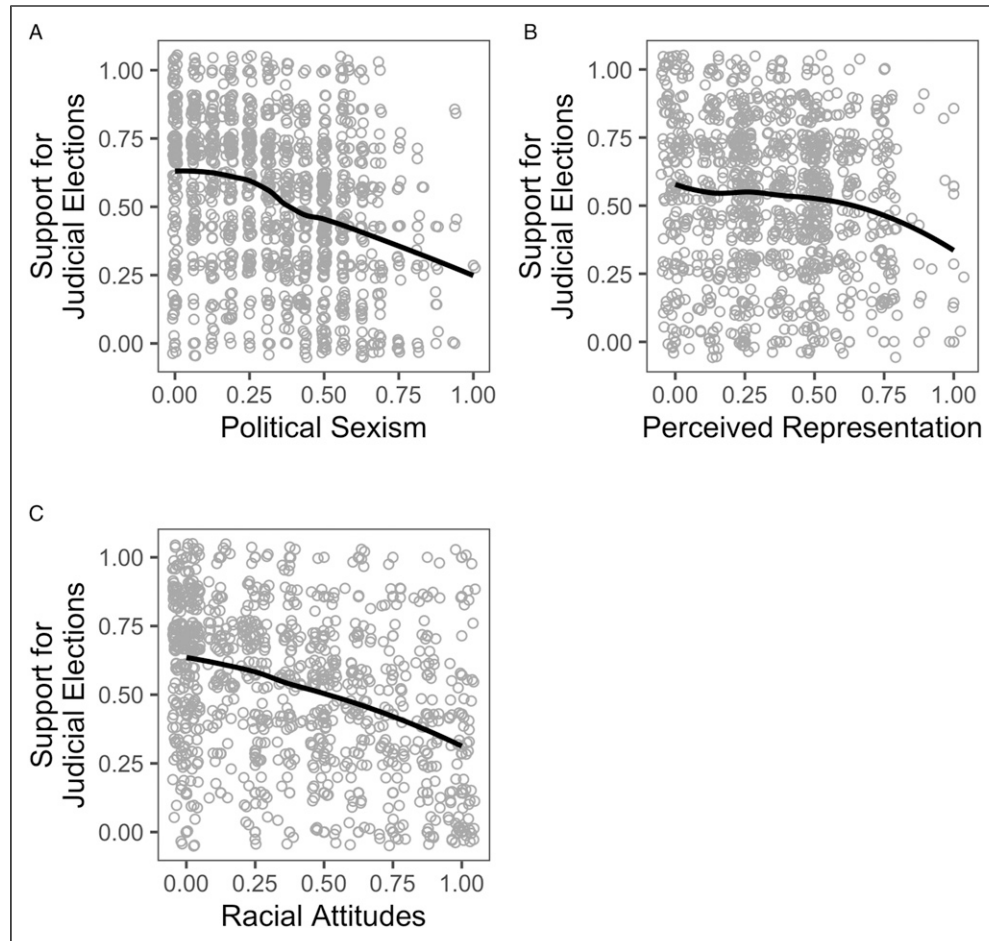 A
Support for
Judicial Elections
1.00
0.75
0.50
0.25
0.00
0.00 0.25 0.50 0.75 1.00
Political Sexism
B
Support for
Judicial Elections
1.00
0.75
0.50
0.25
0.00
0.00 0.25 0.50 0.75 1.00
Perceived Representation
C
Support for
Judicial Elections
1.00
0.75
0.50
0.25
0.00
0.00 0.25 0.50 0.75 1.00
Racial Attitudes